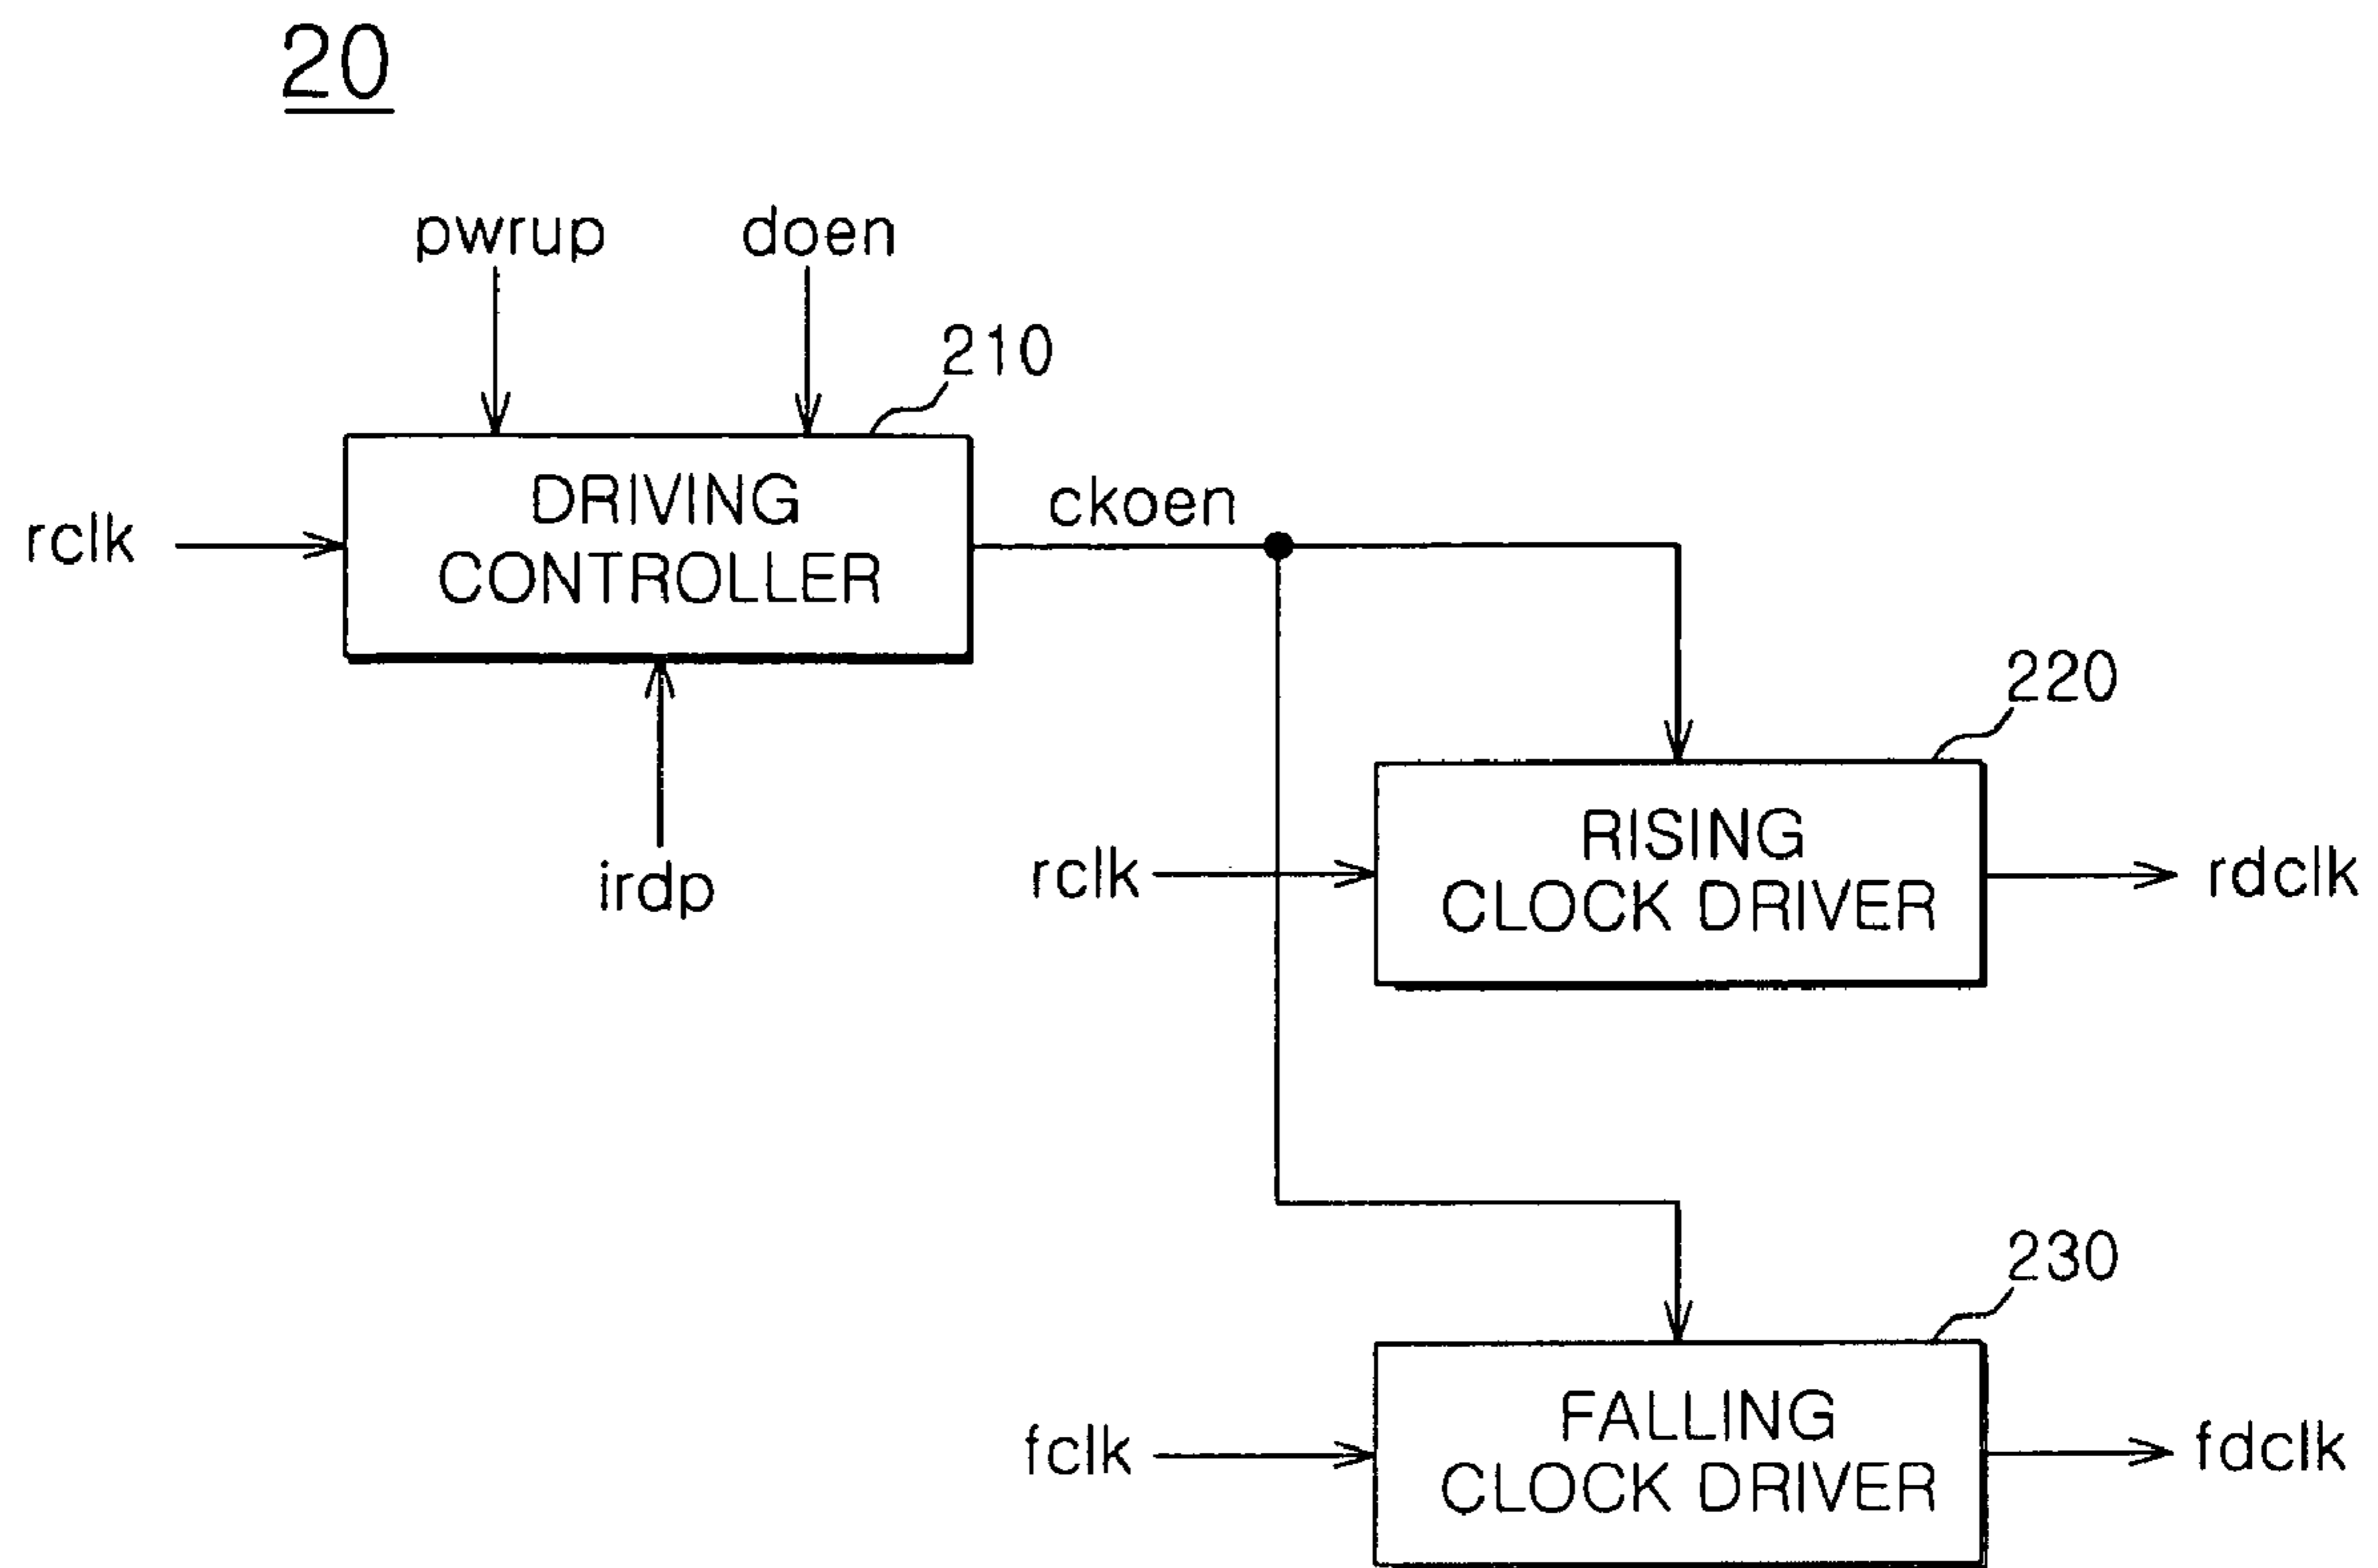 20
pwrup
doen
210
rclk
DRIVING
CONTROLLER
ckoen
irdp
220
rclk
RISING
CLOCK DRIVER
rdclk
230
fclk
FALLING
CLOCK DRIVER
fdclk